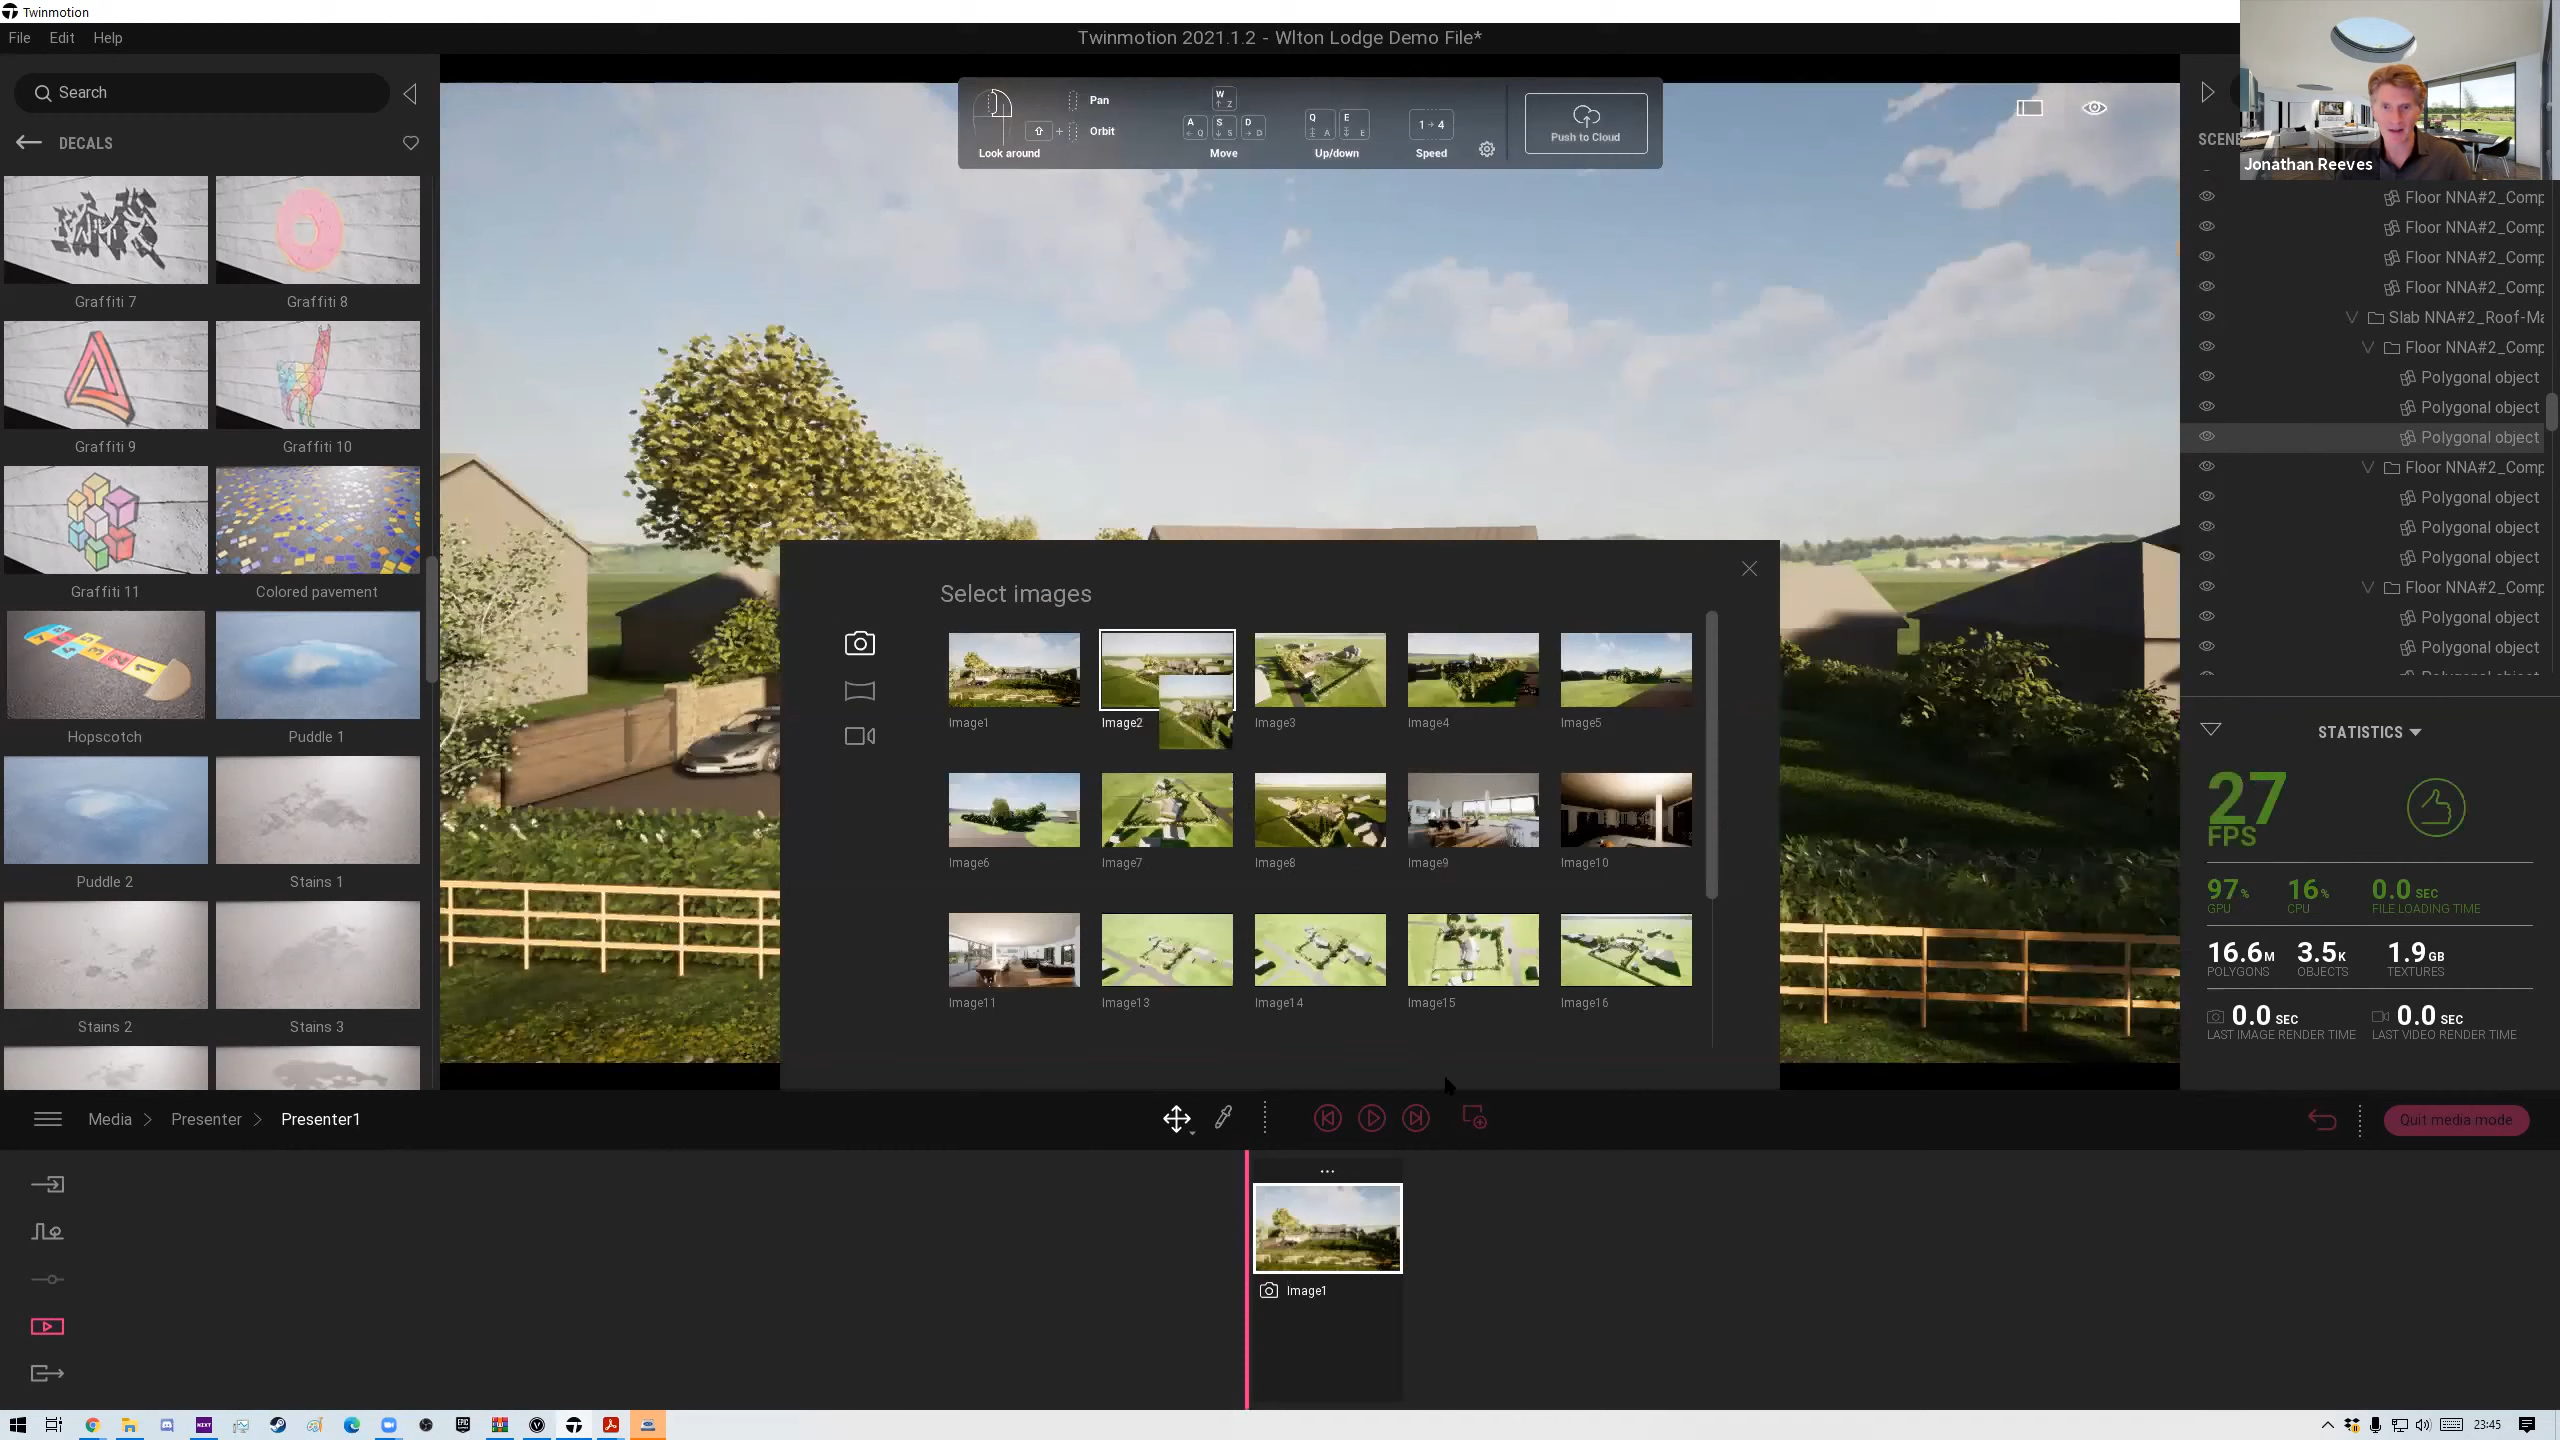 Twinmotion
File Edit Help
Twinmotion 2021.1.2 - Wlton Lodge Demo File*
Search
DECALS
Graffiti 7
Graffiti 8
Graffiti 9
Graffiti 10
Graffiti 11
Colored pavement
Hopscotch
Puddle 1
Puddle 2
Stains 1
Stains 2
Stains 3
Pan
Orbit
Look around
W
A
S
D
Move
Q
E
Up/down
1 → 4
Speed
Push to Cloud
Jonathan Reeves
SCENE
Floor NNA#2_Comp
Floor NNA#2_Comp
Floor NNA#2_Comp
Floor NNA#2_Comp
Slab NNA#2_Roof-Ma
Floor NNA#2_Comp
Polygonal object
Polygonal object
Polygonal object
Floor NNA#2_Comp
Polygonal object
Polygonal object
Polygonal object
Floor NNA#2_Comp
Polygonal object
Polygonal object
STATISTICS
27
FPS
97 % 16 % 0.0 SEC
GPU CPU FILE LOADING TIME
16.6 M 3.5 K 1.9 GB
POLYGONS OBJECTS TEXTURES
0.0 SEC 0.0 SEC
LAST IMAGE RENDER TIME LAST VIDEO RENDER TIME
Select images
Image1 Image2 Image3 Image4 Image5
Image6 Image7 Image8 Image9 Image10
Image11 Image13 Image14 Image15 Image16
Media Presenter Presenter1
Quit media mode
...
Image1
23:45